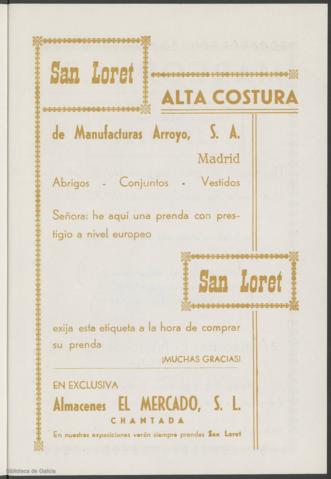 San Loret
ALTA COSTURA
de Manufacturas Arroyo, S. A.
Madrid
Abrigos - Conjuntos - Vestidos
Señora: he aquí una prenda con pres-
tigio a nivel europeo
San Loret
exija esta etiqueta a la hora de comprar
su prenda
¡MUCHAS GRACIAS!
EN EXCLUSIVA
Almacenes EL MERCADO, S. L.
CHANTADA
En nuestras exposiciones verán siempre prendas San Loret
Biblioteca de Galicia